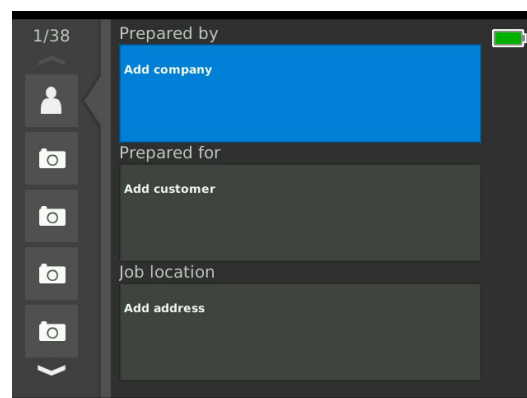 1/38
Prepared by
Add company
Prepared for
Add customer
Job location
Add address